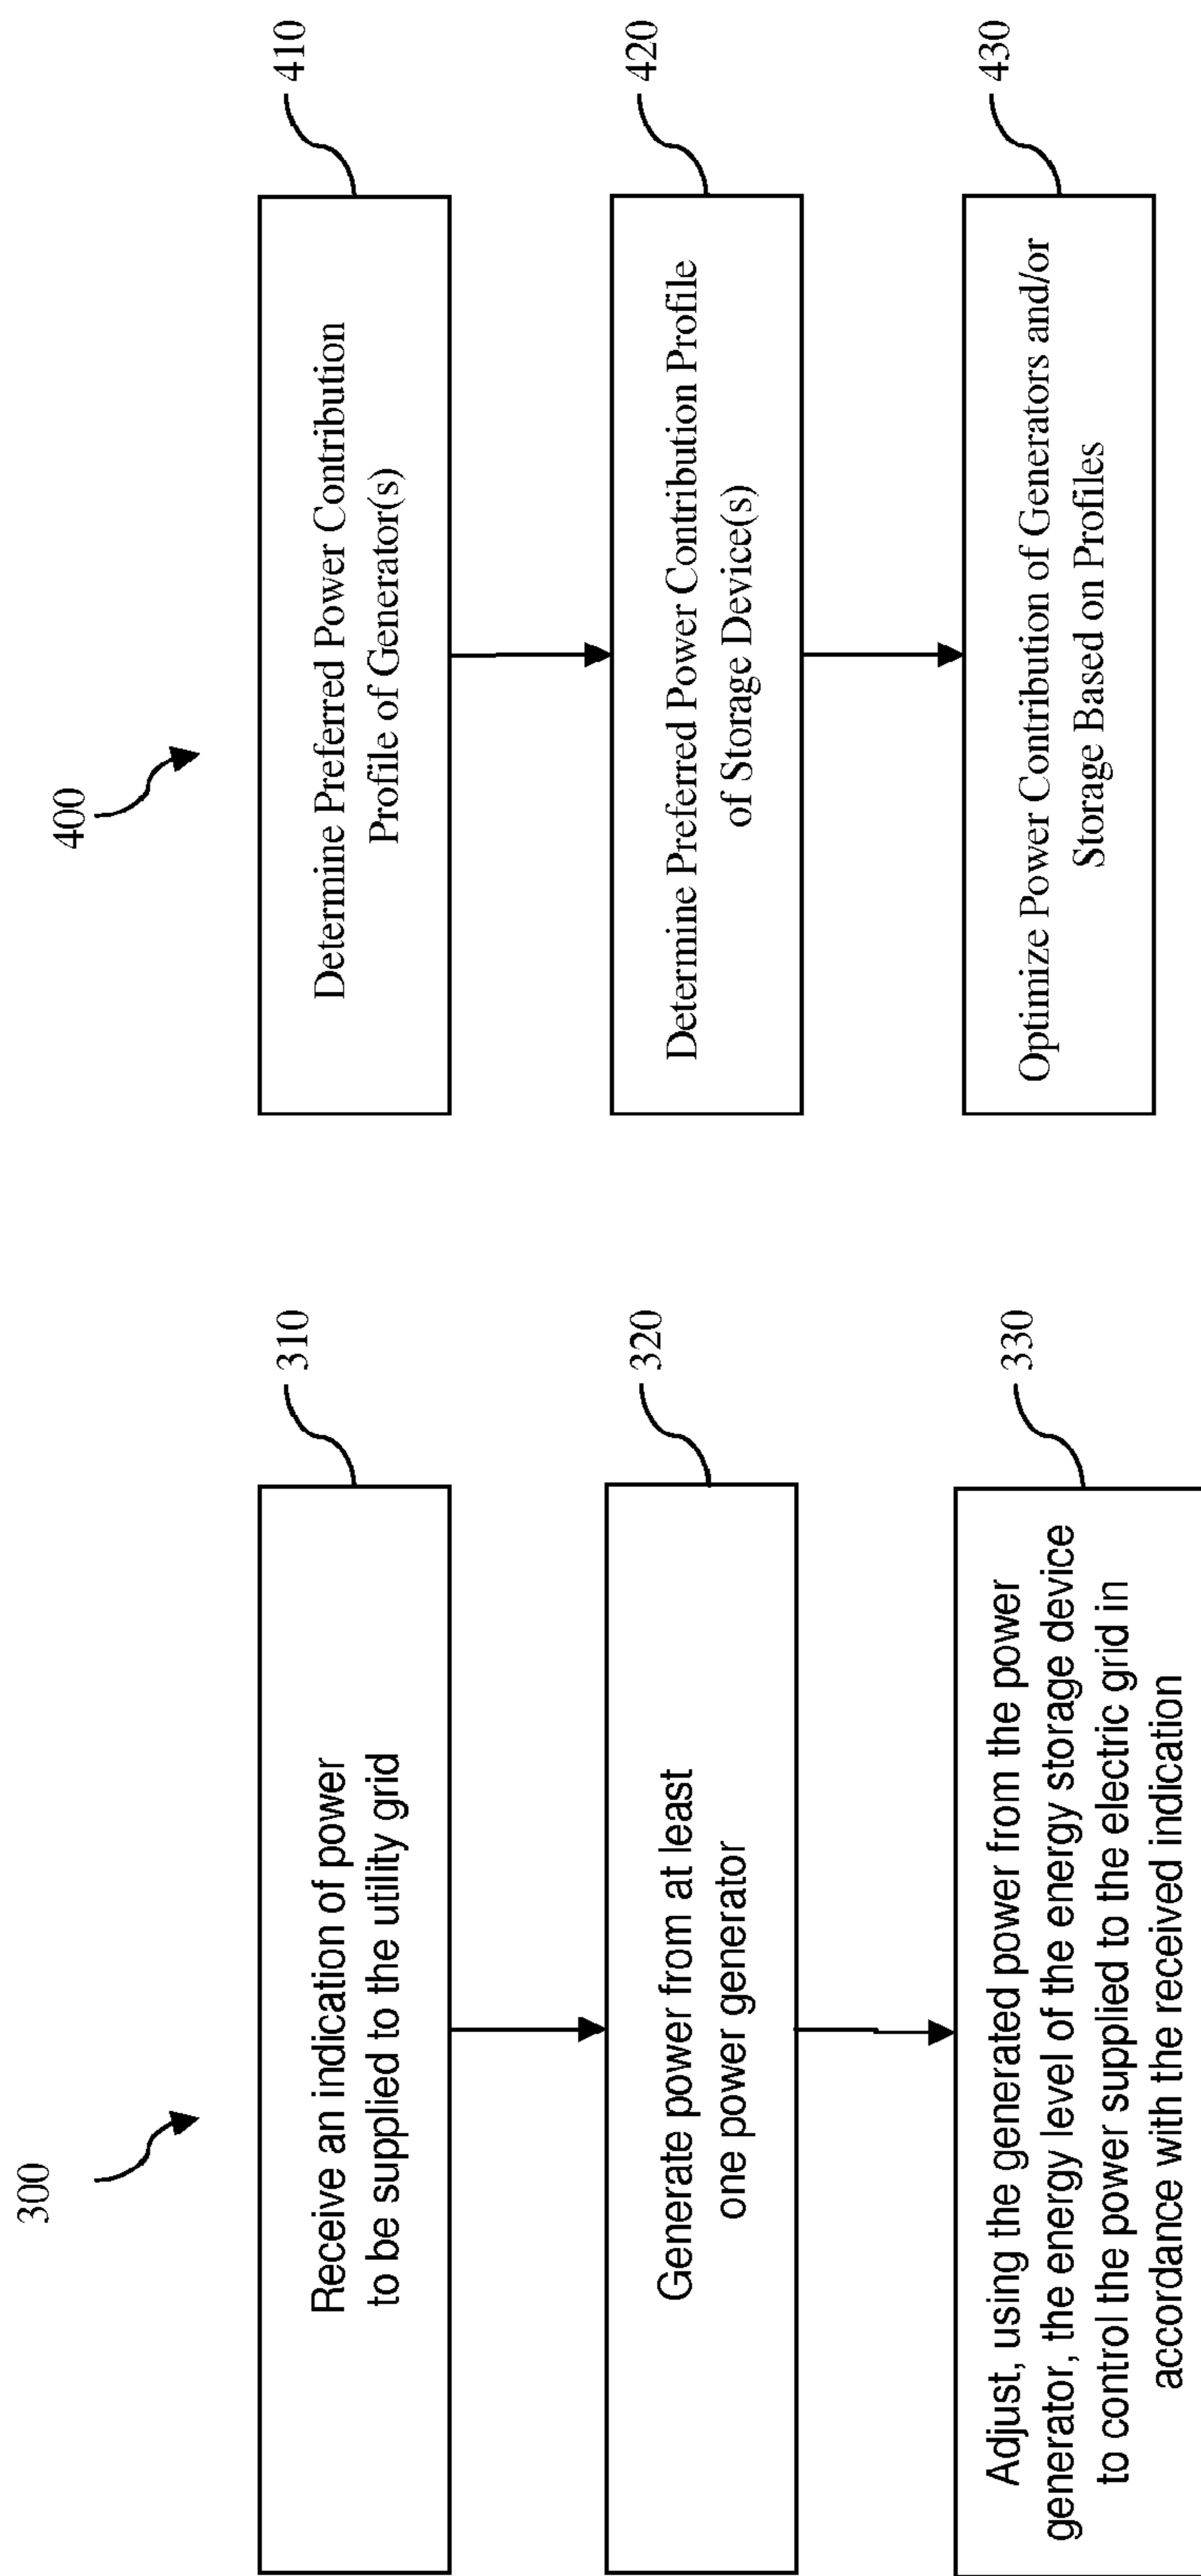 300
Receive an indication of power
to be supplied to the utility grid
310
Generate power from at least
one power generator
320
Adjust, using the generated power from the power
generator, the energy level of the energy storage device
to control the power supplied to the electric grid in
accordance with the received indication
330
400
Determine Preferred Power Contribution
Profile of Generator(s)
410
Determine Preferred Power Contribution Profile
of Storage Device(s)
420
Optimize Power Contribution of Generators and/or
Storage Based on Profiles
430